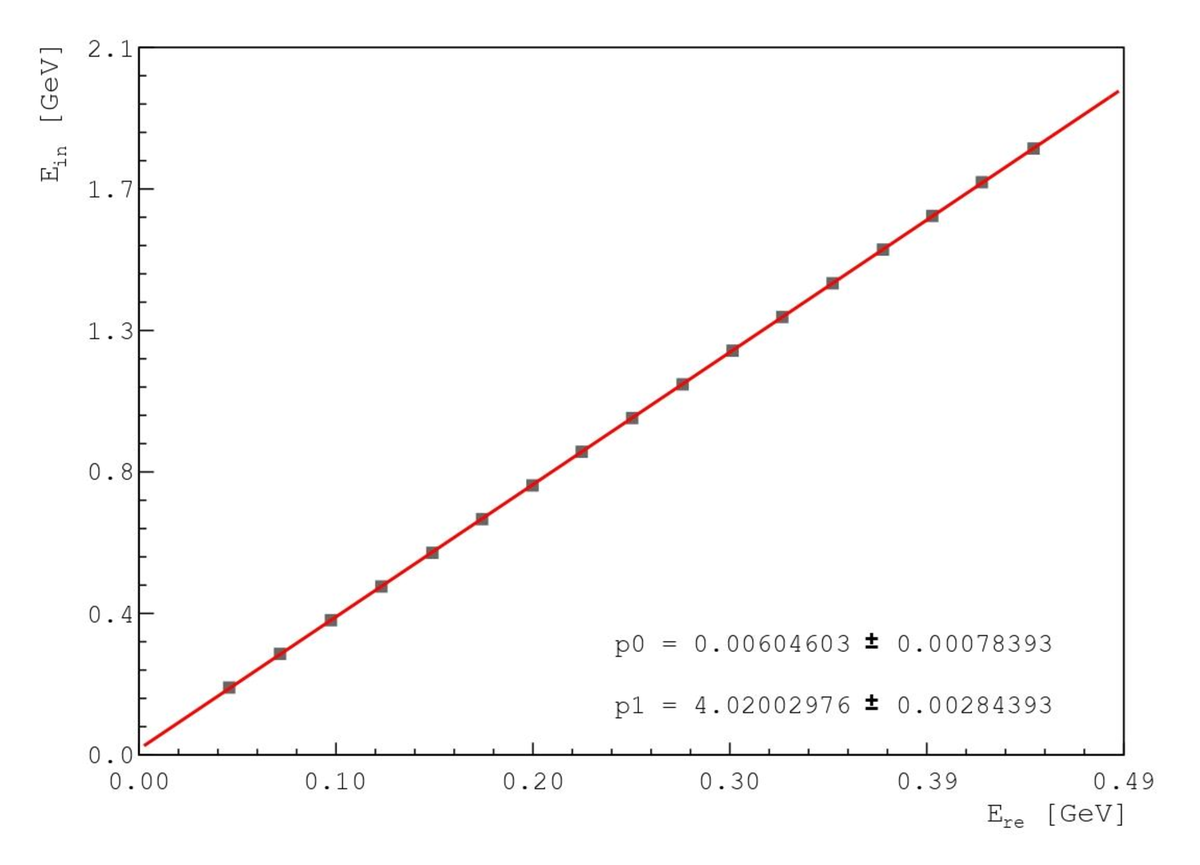 E_in [GeV]
2.1
1.7
1.3
0.8
0.4
0.0
p0 = 0.00604603 ± 0.00078393
p1 = 4.02002976 ± 0.00284393
0.00 0.10 0.20 0.30 0.39 0.49
E_re [GeV]